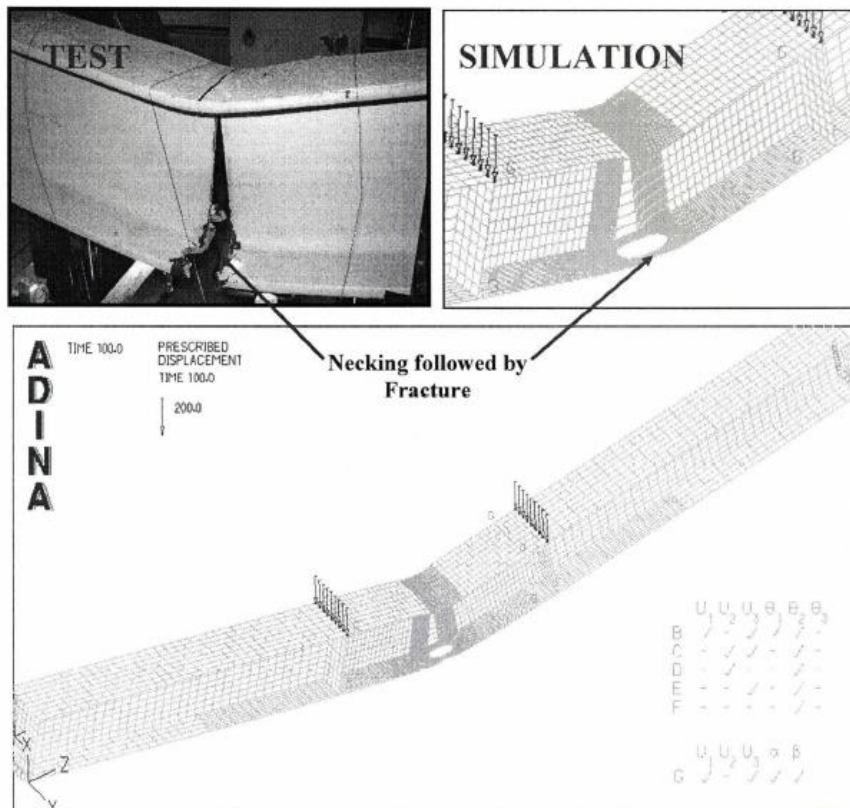 TEST
SIMULATION
Necking followed by
Fracture
ADINA
TIME 100.0
PRESCRIBED
DISPLACEMENT
TIME 100.0
200.0
X
Z
Y
G
U1 U2 U3 θ1 θ2 θ3
B ✓ - ✓ ✓ ✓ -
C - ✓ ✓ - ✓ -
D - ✓ - - ✓ -
E - - ✓ - ✓ -
F - - - - ✓ -
U1 U2 U3 α β
G ✓ - ✓ ✓ ✓